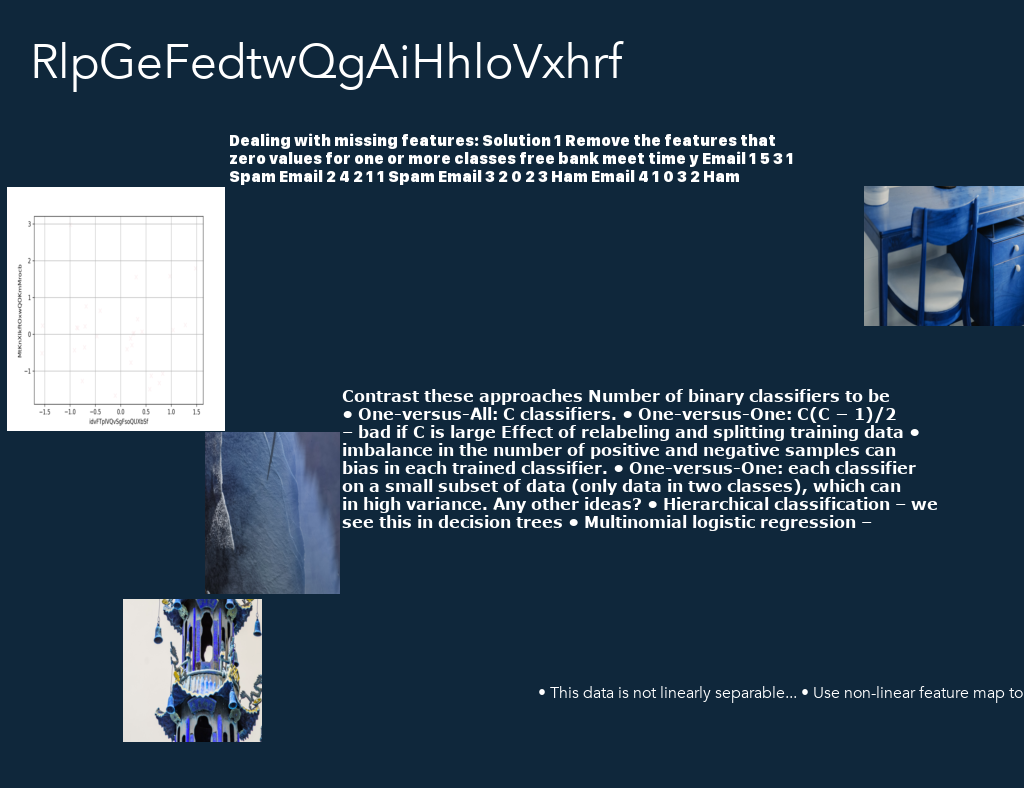 RlpGeFedtwQgAiHhloVxhrf
Dealing with missing features: Solution 1 Remove the features that
zero values for one or more classes free bank meet time y Email 1 5 3 1
Spam Email 2 4 2 1 1 Spam Email 3 2 0 2 3 Ham Email 4 1 0 3 2 Ham
3
2
1
0
−1
−1.5 −1.0 −0.5 0.0 0.5 1.0 1.5
Contrast these approaches Number of binary classifiers to be
• One-versus-All: C classifiers. • One-versus-One: C(C − 1)/2
− bad if C is large Effect of relabeling and splitting training data •
imbalance in the number of positive and negative samples can
bias in each trained classifier. • One-versus-One: each classifier
on a small subset of data (only data in two classes), which can
in high variance. Any other ideas? • Hierarchical classification − we
see this in decision trees • Multinomial logistic regression −
• This data is not linearly separable... • Use non-linear feature map to